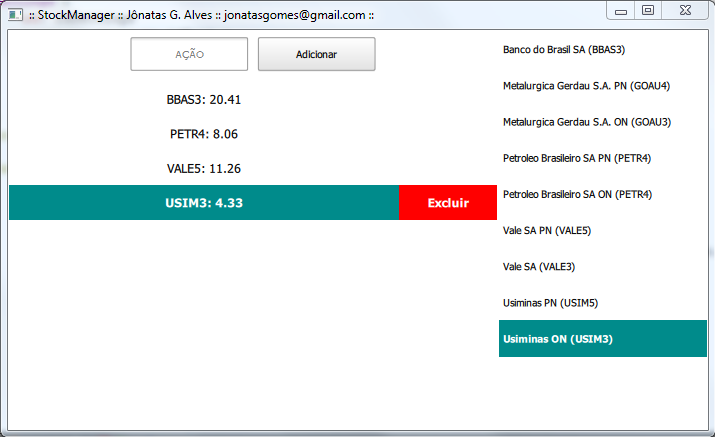 :: StockManager :: Jônatas G. Alves :: jonatasgomes@gmail.com ::
AÇÃO
Adicionar
BBAS3: 20.41
PETR4: 8.06
VALE5: 11.26
USIM3: 4.33
Excluir
Banco do Brasil SA (BBAS3)
Metalurgica Gerdau S.A. PN (GOAU4)
Metalurgica Gerdau S.A. ON (GOAU3)
Petroleo Brasileiro SA PN (PETR4)
Petroleo Brasileiro SA ON (PETR4)
Vale SA PN (VALE5)
Vale SA (VALE3)
Usiminas PN (USIM5)
Usiminas ON (USIM3)